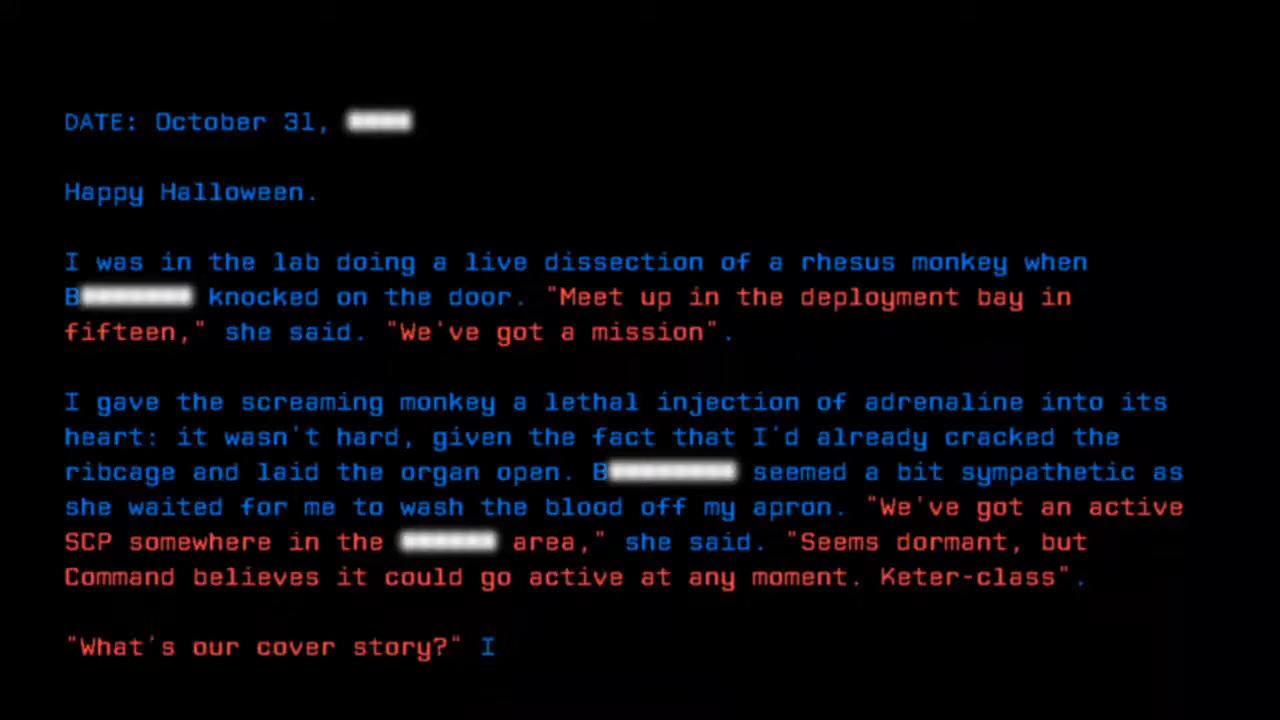 DATE: October 31, ████
Happy Halloween.
I was in the lab doing a live dissection of a rhesus monkey when
B███████ knocked on the door. "Meet up in the deployment bay in
fifteen," she said. "We've got a mission".
I gave the screaming monkey a lethal injection of adrenaline into its
heart: it wasn't hard, given the fact that I'd already cracked the
ribcage and laid the organ open. B████████ seemed a bit sympathetic as
she waited for me to wash the blood off my apron. "We've got an active
SCP somewhere in the ██████ area," she said. "Seems dormant, but
Command believes it could go active at any moment. Keter-class".
"What's our cover story?" I